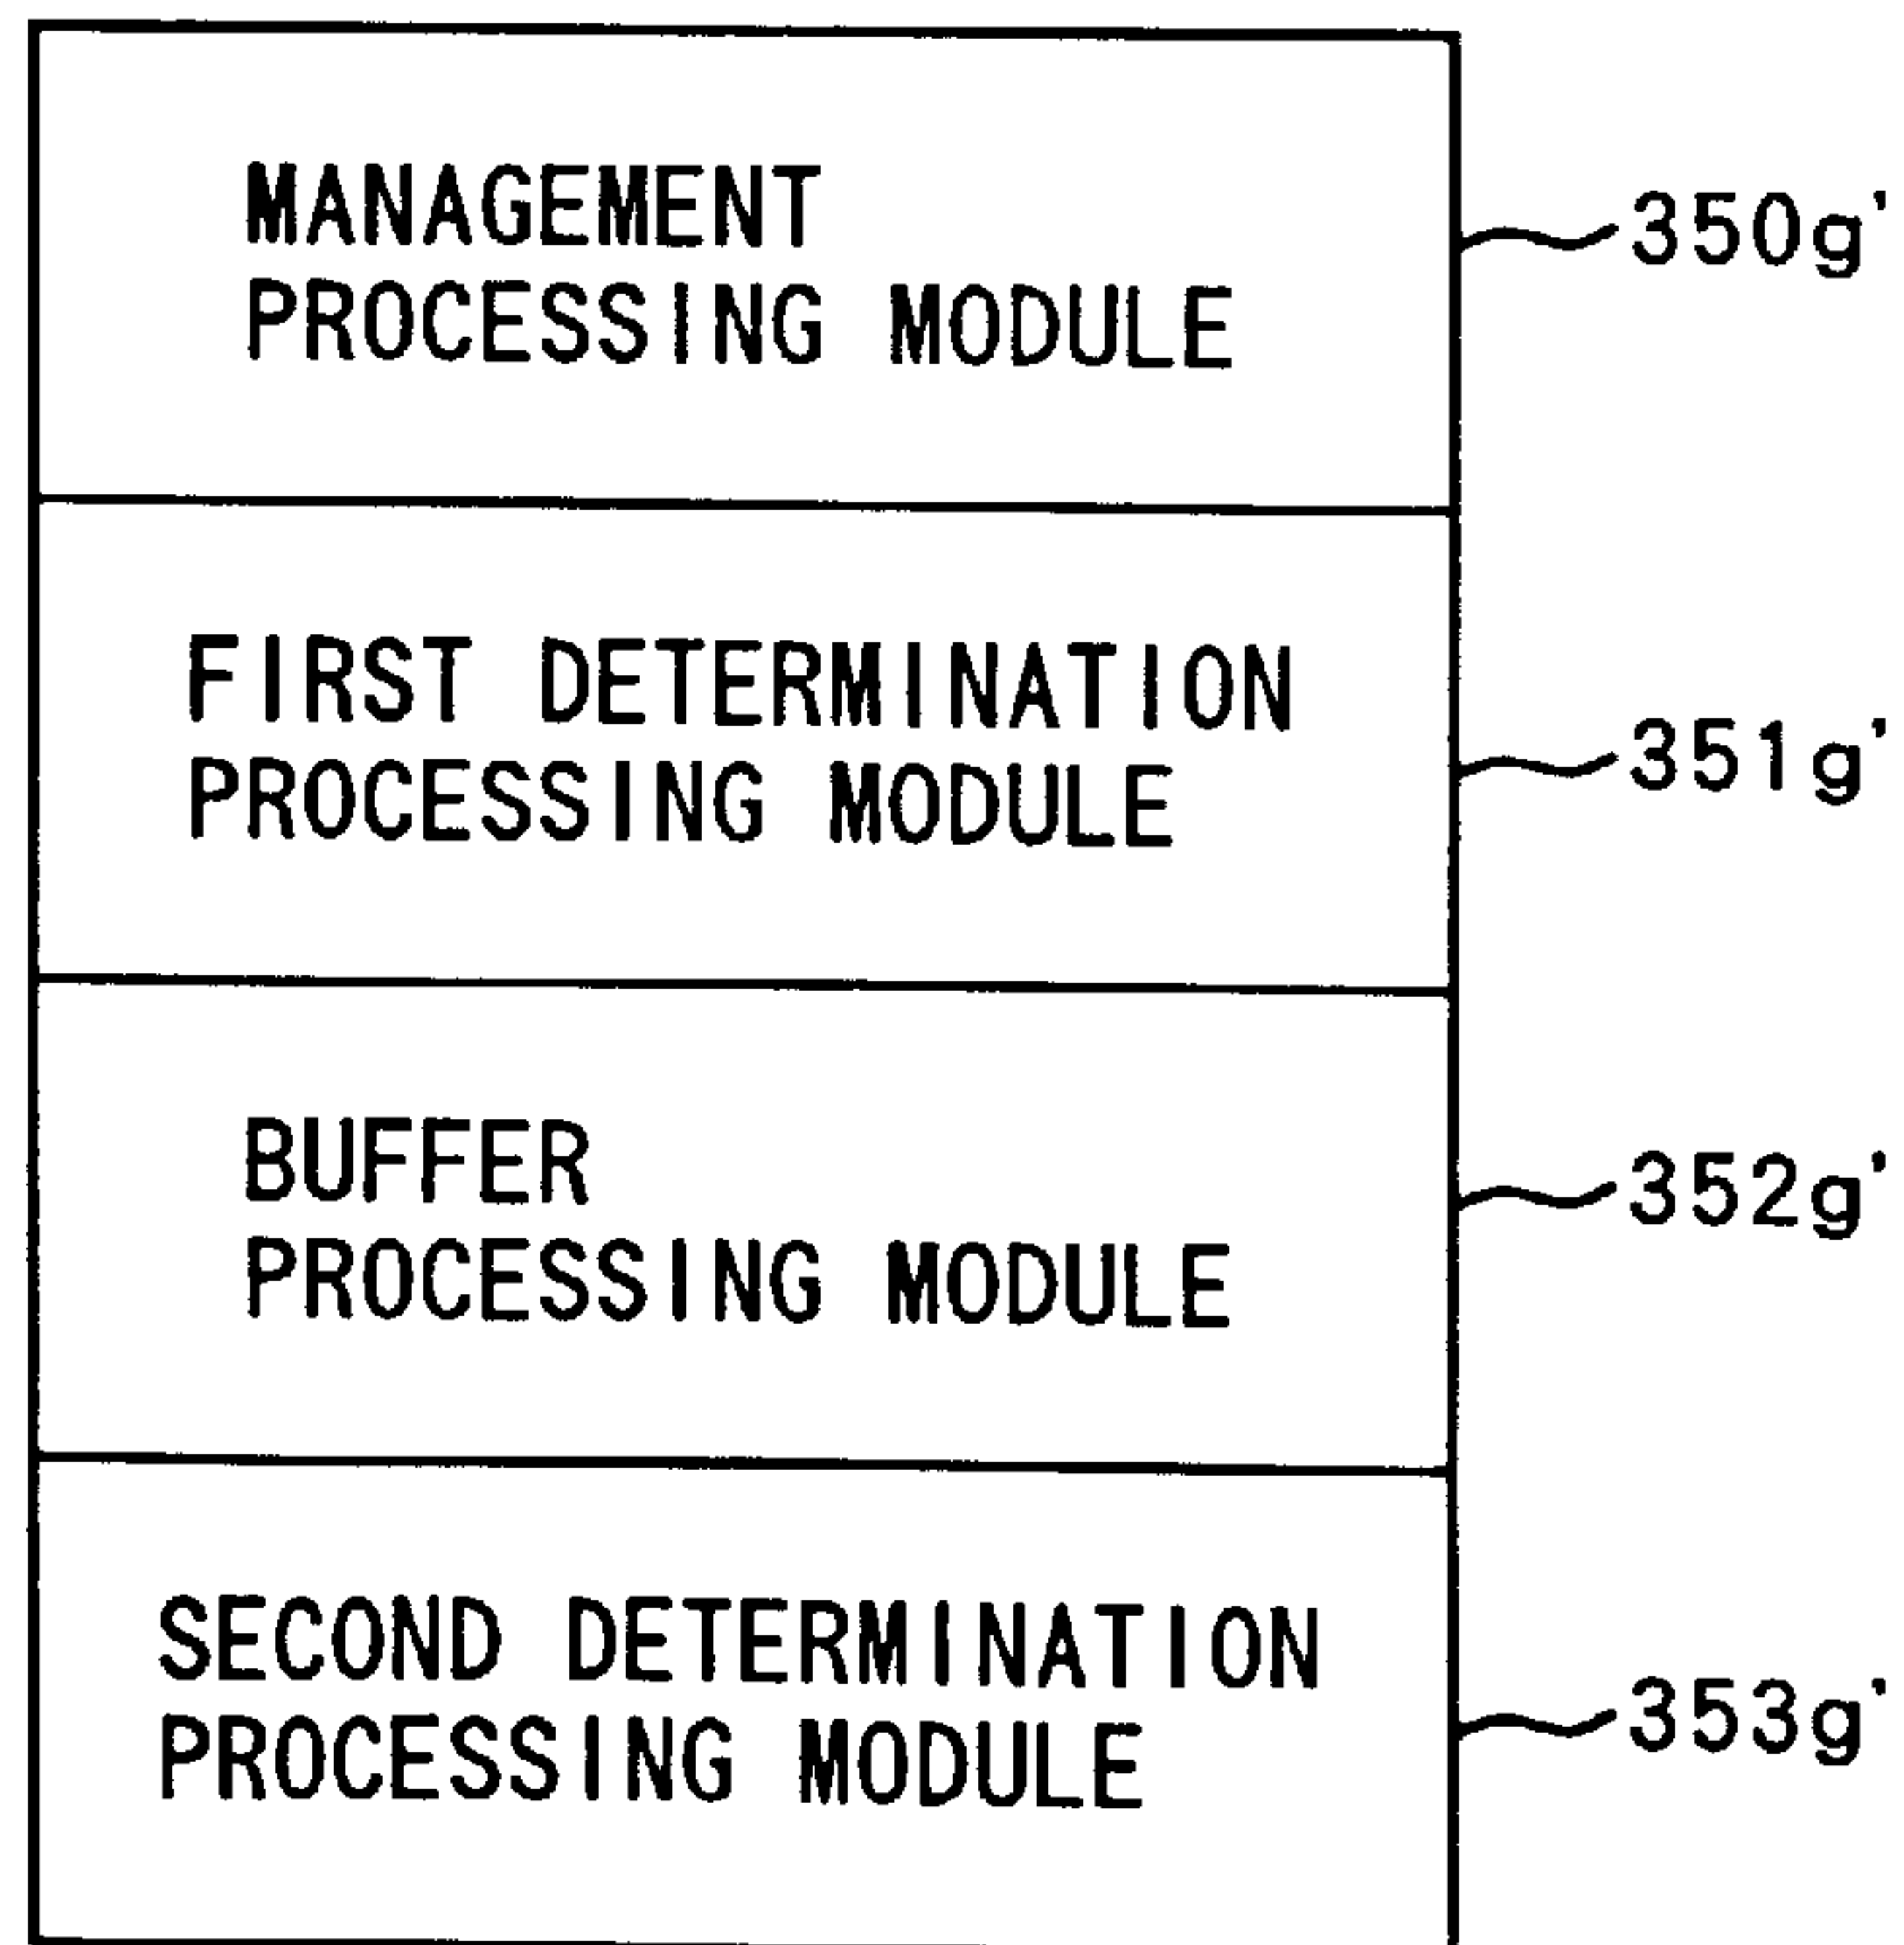 MANAGEMENT
PROCESSING MODULE
350g'
FIRST DETERMINATION
PROCESSING MODULE
351g'
BUFFER
PROCESSING MODULE
352g'
SECOND DETERMINATION
PROCESSING MODULE
353g'